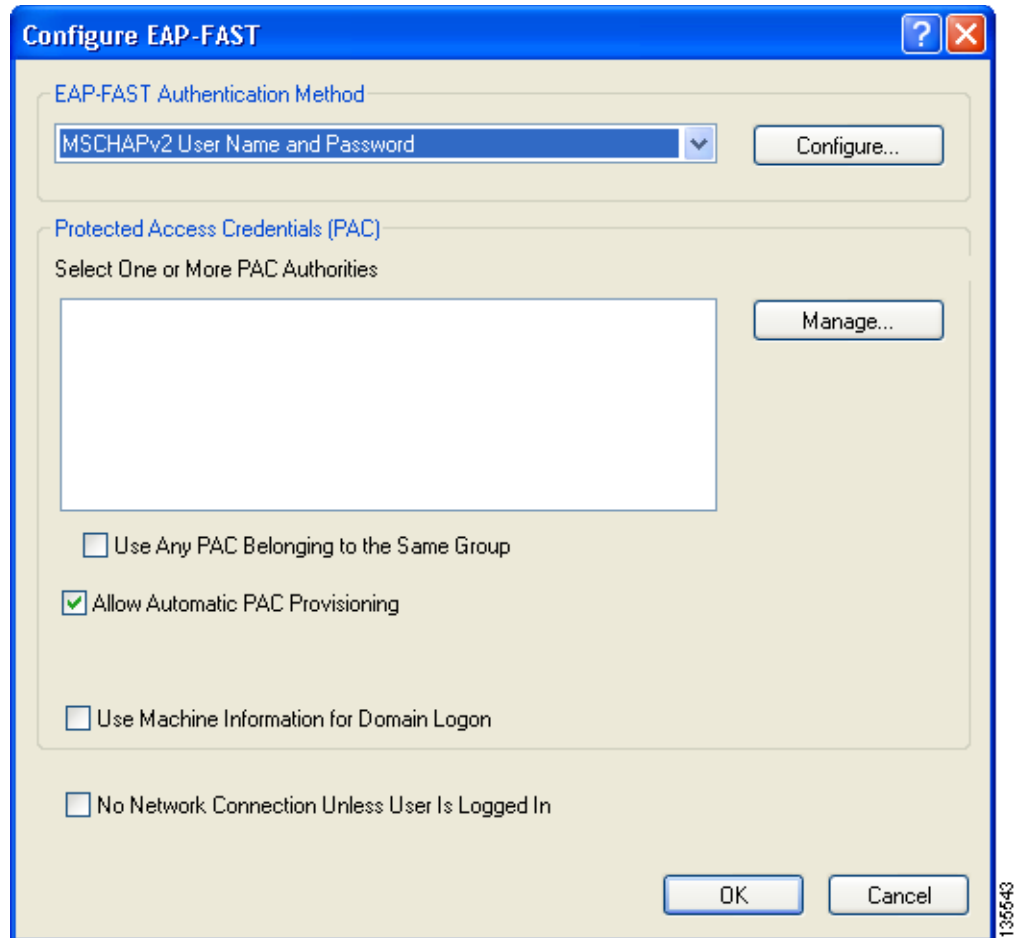 Configure EAP-FAST
EAP-FAST Authentication Method
MSCHAPv2 User Name and Password
Configure...
Protected Access Credentials (PAC)
Select One or More PAC Authorities
Manage...
Use Any PAC Belonging to the Same Group
Allow Automatic PAC Provisioning
Use Machine Information for Domain Logon
No Network Connection Unless User Is Logged In
OK
Cancel
135543